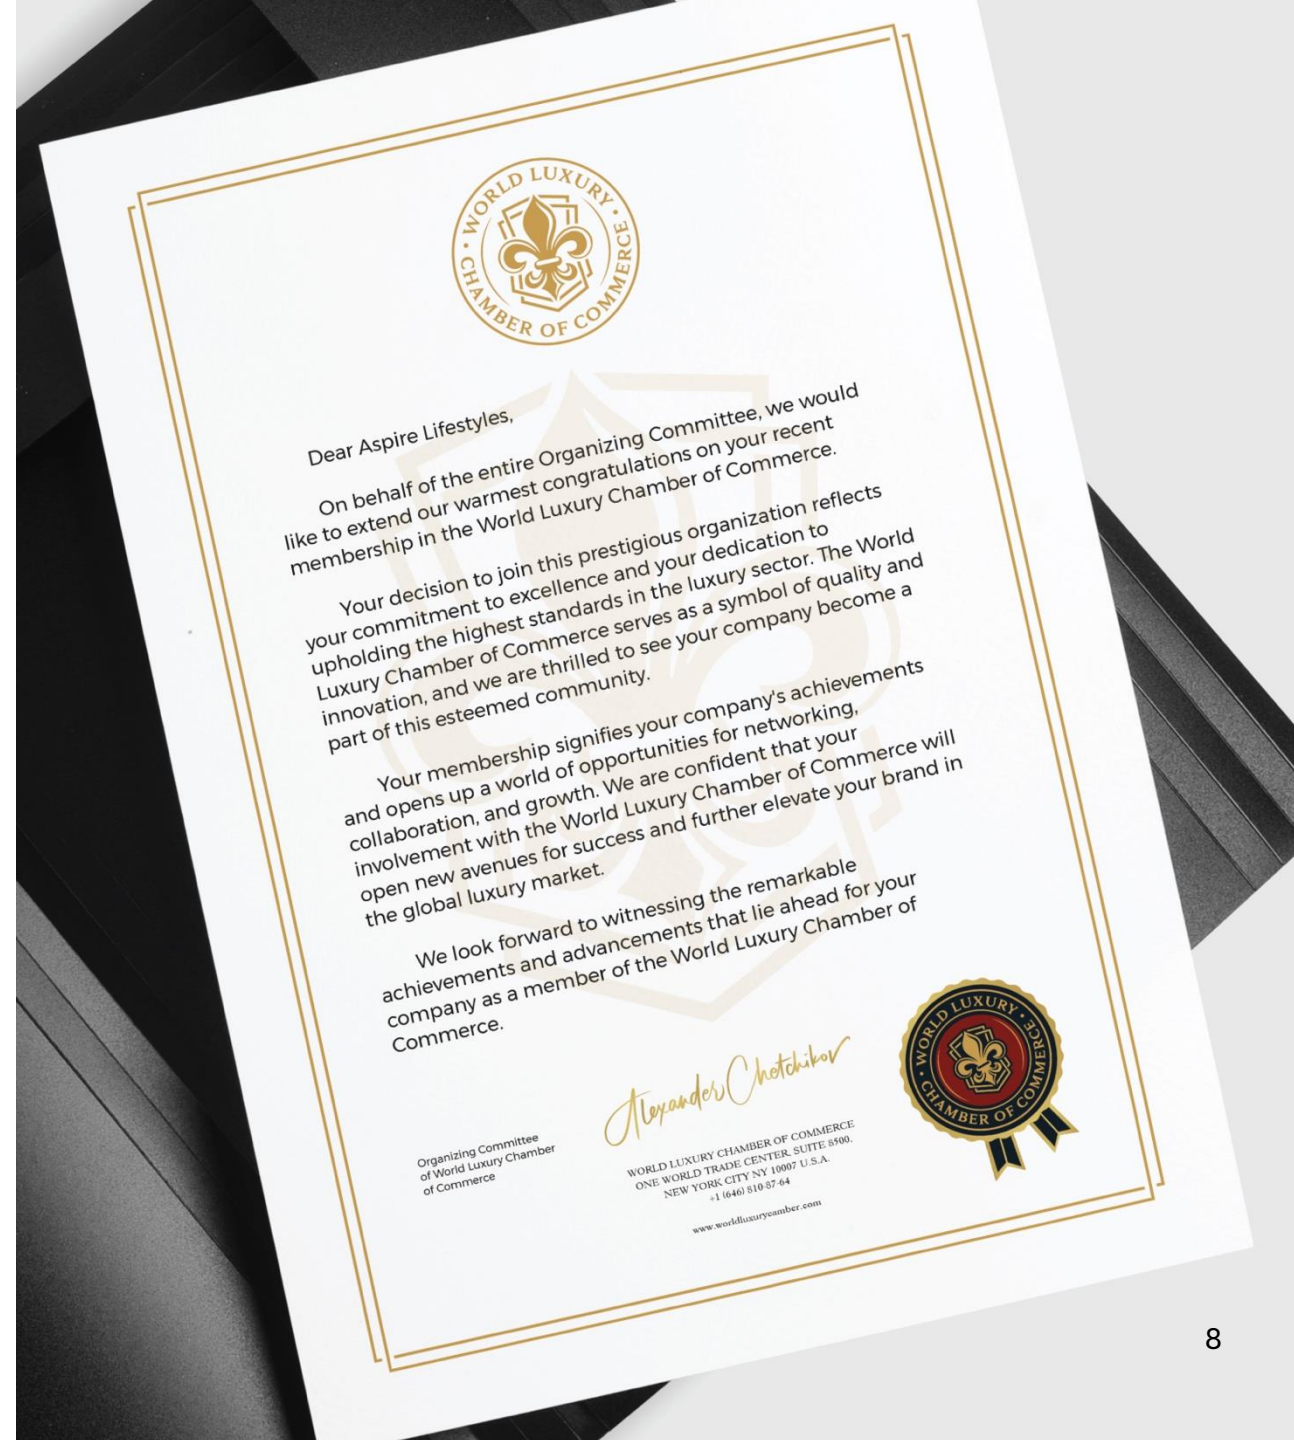 WORLD LUXURY · CHAMBER OF COMMERCE ·
Dear Aspire Lifestyles,
On behalf of the entire Organizing Committee, we would
like to extend our warmest congratulations on your recent
membership in the World Luxury Chamber of Commerce.
Your decision to join this prestigious organization reflects
your commitment to excellence and your dedication to
upholding the highest standards in the luxury sector. The World
Luxury Chamber of Commerce serves as a symbol of quality and
innovation, and we are thrilled to see your company become a
part of this esteemed community.
Your membership signifies your company's achievements
and opens up a world of opportunities for networking,
collaboration, and growth. We are confident that your
involvement with the World Luxury Chamber of Commerce will
open new avenues for success and further elevate your brand in
the global luxury market.
We look forward to witnessing the remarkable
achievements and advancements that lie ahead for your
company as a member of the World Luxury Chamber of
Commerce.
Alexander Chetchikov
Organizing Committee
of World Luxury Chamber
of Commerce
WORLD LUXURY CHAMBER OF COMMERCE
ONE WORLD TRADE CENTER, SUITE 8500,
NEW YORK CITY NY 10007 U.S.A.
+1 (646) 810-87-64
www.worldluxurycamber.com
WORLD LUXURY · CHAMBER OF COMMERCE ·
8